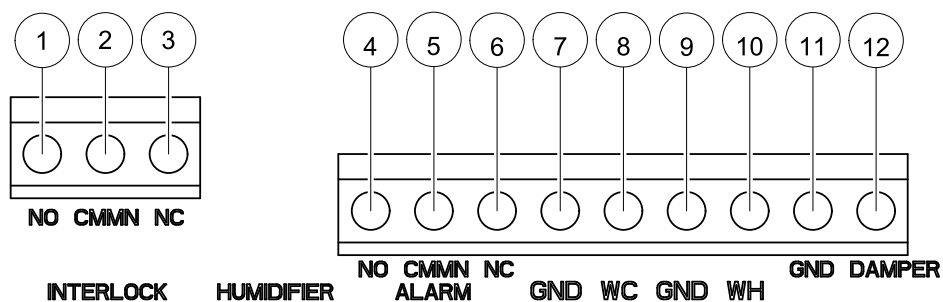 1 2 3 4 5 6 7 8 9 10 11 12
NO CMMN NC
NO CMMN NC GND DAMPER
INTERLOCK HUMIDIFIER ALARM GND WC GND WH